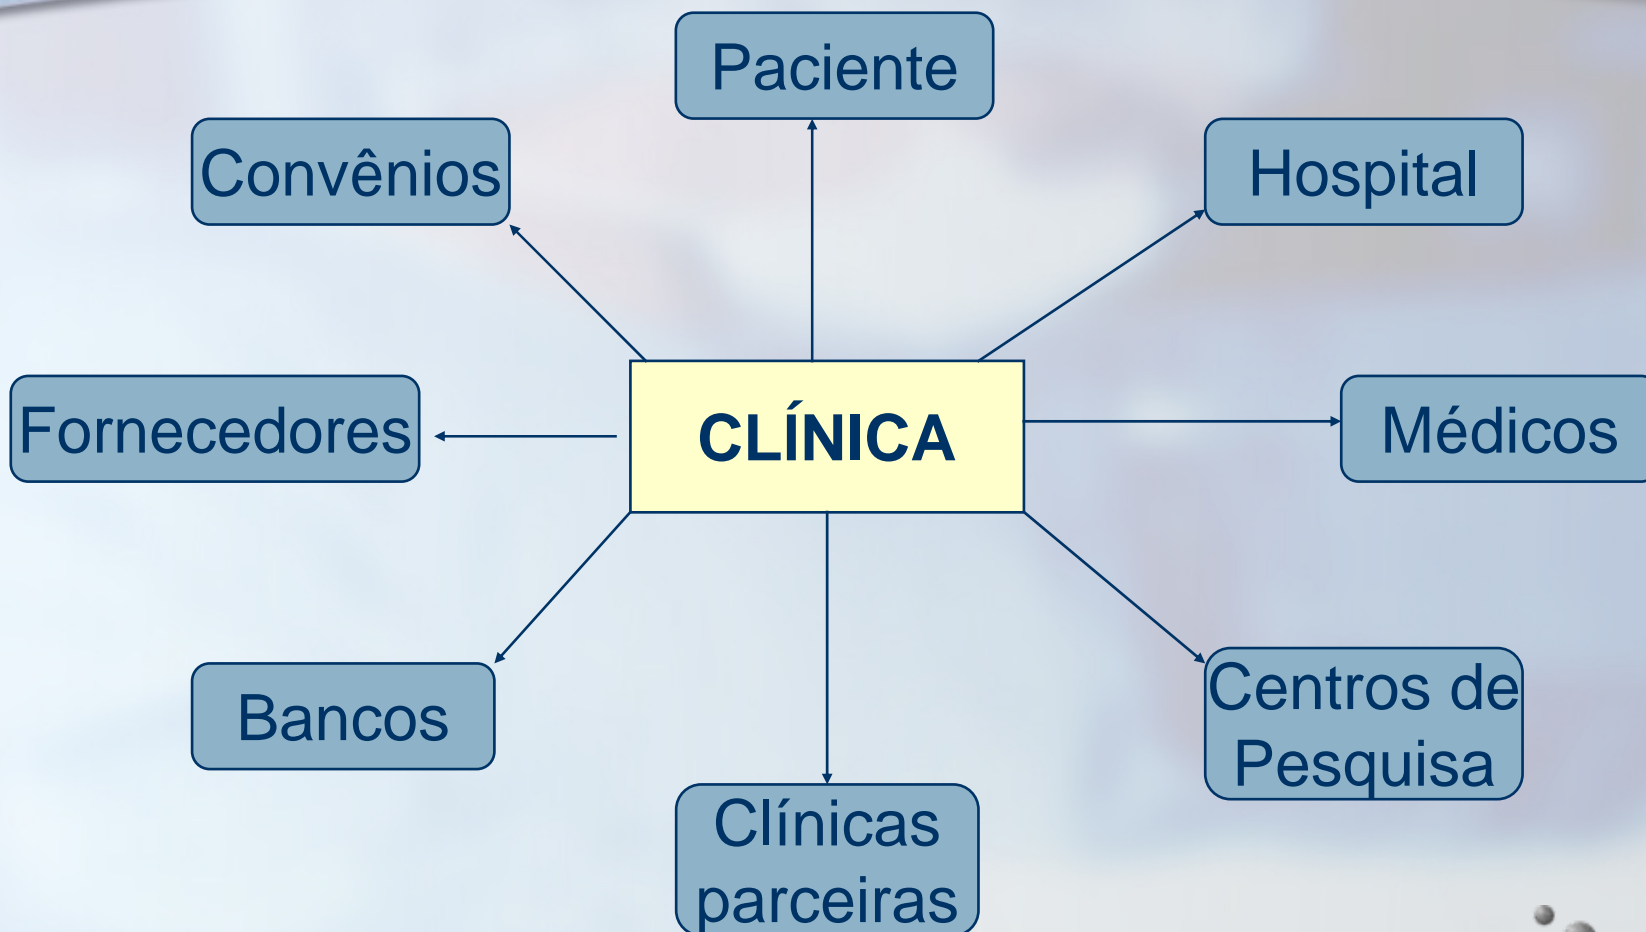 Paciente
Convênios
Hospital
Fornecedores
CLÍNICA
Médicos
Bancos
Centros de
Pesquisa
Clínicas
parceiras